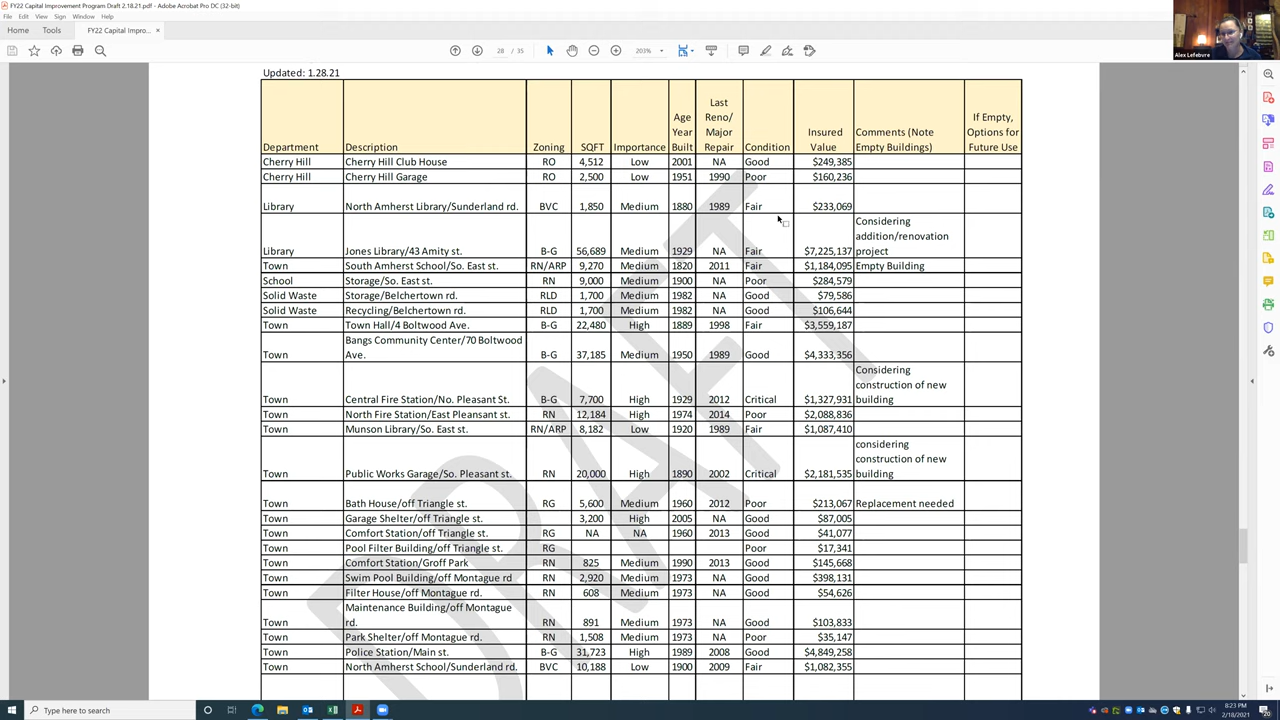 FY22 Capital Improvement Program Draft 2.18.21.pdf - Adobe Acrobat Pro DC (32-bit)
File Edit View Sign Window Help
Home Tools FY22 Capital Impro... ×
28 / 35 203%
Alex Lefebvre
Updated: 1.28.21
Department Description Zoning SQFT Importance Age Year Built Last Reno/ Major Repair Condition Insured Value Comments (Note Empty Buildings) If Empty, Options for Future Use
Cherry Hill Cherry Hill Club House RO 4,512 Low 2001 NA Good $249,385
Cherry Hill Cherry Hill Garage RO 2,500 Low 1951 1990 Poor $160,236
Library North Amherst Library/Sunderland rd. BVC 1,850 Medium 1880 1989 Fair $233,069
Library Jones Library/43 Amity st. B-G 56,689 Medium 1929 NA Fair $7,225,137 Considering addition/renovation project
Town South Amherst School/So. East st. RN/ARP 9,270 Medium 1820 2011 Fair $1,184,095 Empty Building
School Storage/So. East st. RN 9,000 Medium 1900 NA Poor $284,579
Solid Waste Storage/Belchertown rd. RLD 1,700 Medium 1982 NA Good $79,586
Solid Waste Recycling/Belchertown rd. RLD 1,700 Medium 1982 NA Good $106,644
Town Town Hall/4 Boltwood Ave. B-G 22,480 High 1889 1998 Fair $3,559,187
Town Bangs Community Center/70 Boltwood Ave. B-G 37,185 Medium 1950 1989 Good $4,333,356
Town Central Fire Station/No. Pleasant St. B-G 7,700 High 1929 2012 Critical $1,327,931 Considering construction of new building
Town North Fire Station/East Pleansant st. RN 12,184 High 1974 2014 Poor $2,088,836
Town Munson Library/So. East st. RN/ARP 8,182 Low 1920 1989 Fair $1,087,410
Town Public Works Garage/So. Pleasant st. RN 20,000 High 1890 2002 Critical $2,181,535 considering construction of new building
Town Bath House/off Triangle st. RG 5,600 Medium 1960 2012 Poor $213,067 Replacement needed
Town Garage Shelter/off Triangle st. 3,200 High 2005 NA Good $87,005
Town Comfort Station/off Triangle st. RG NA NA 1960 2013 Good $41,077
Town Pool Filter Building/off Triangle st. RG Poor $17,341
Town Comfort Station/Groff Park RN 825 Medium 1990 2013 Good $145,668
Town Swim Pool Building/off Montague rd RN 2,920 Medium 1973 NA Good $398,131
Town Filter House/off Montague rd. RN 608 Medium 1973 NA Good $54,626
Town Maintenance Building/off Montague rd. RN 891 Medium 1973 NA Good $103,833
Town Park Shelter/off Montague rd. RN 1,508 Medium 1973 NA Poor $35,147
Town Police Station/Main st. B-G 31,723 High 1989 2008 Good $4,849,258
Town North Amherst School/Sunderland rd. BVC 10,188 Low 1900 2009 Fair $1,082,355
DRAFT
Type here to search
8:23 PM
2/18/2021
20